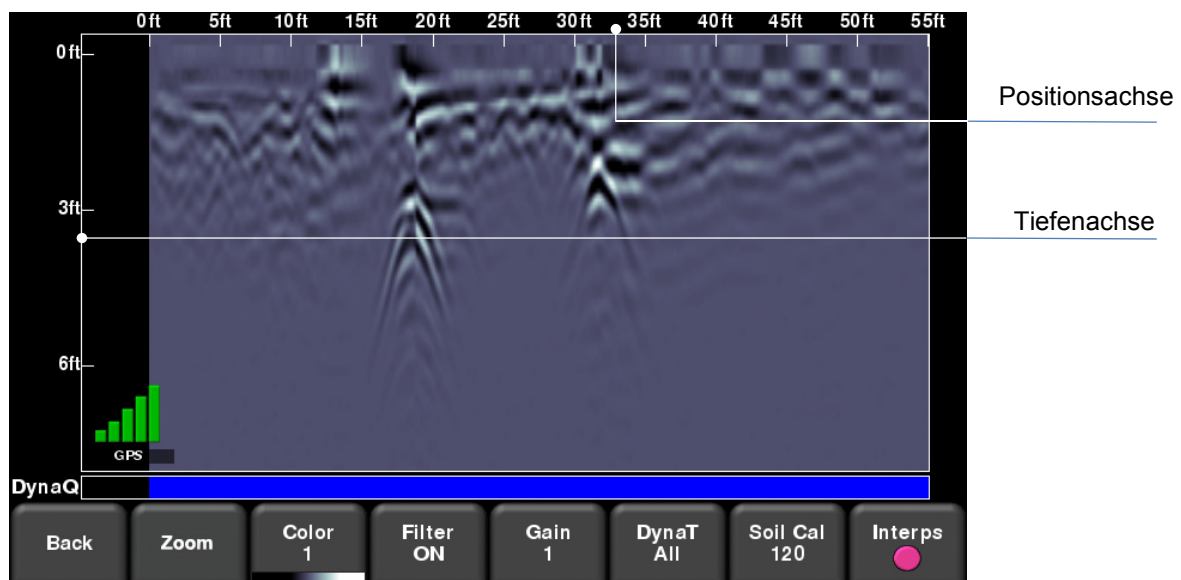 0ft 5ft 10ft 15ft 20ft 25ft 30ft 35ft 40ft 45ft 50ft 55ft
0ft
Positionsachse
3ft
Tiefenachse
6ft
GPS
DynaQ
Back
Zoom
Color
1
Filter
ON
Gain
1
DynaT
All
Soil Cal
120
Interps